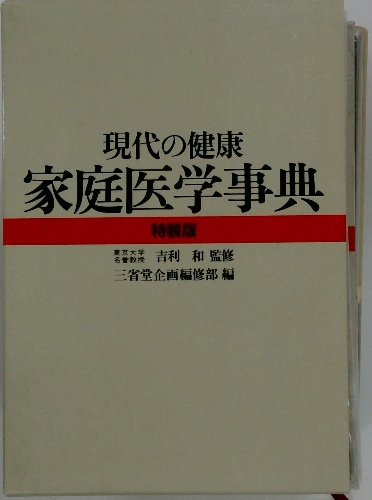 現代の健康
家庭医学事典
特装版
東京大学
名誉教授 吉利 和 監修
三省堂企画編修部 編